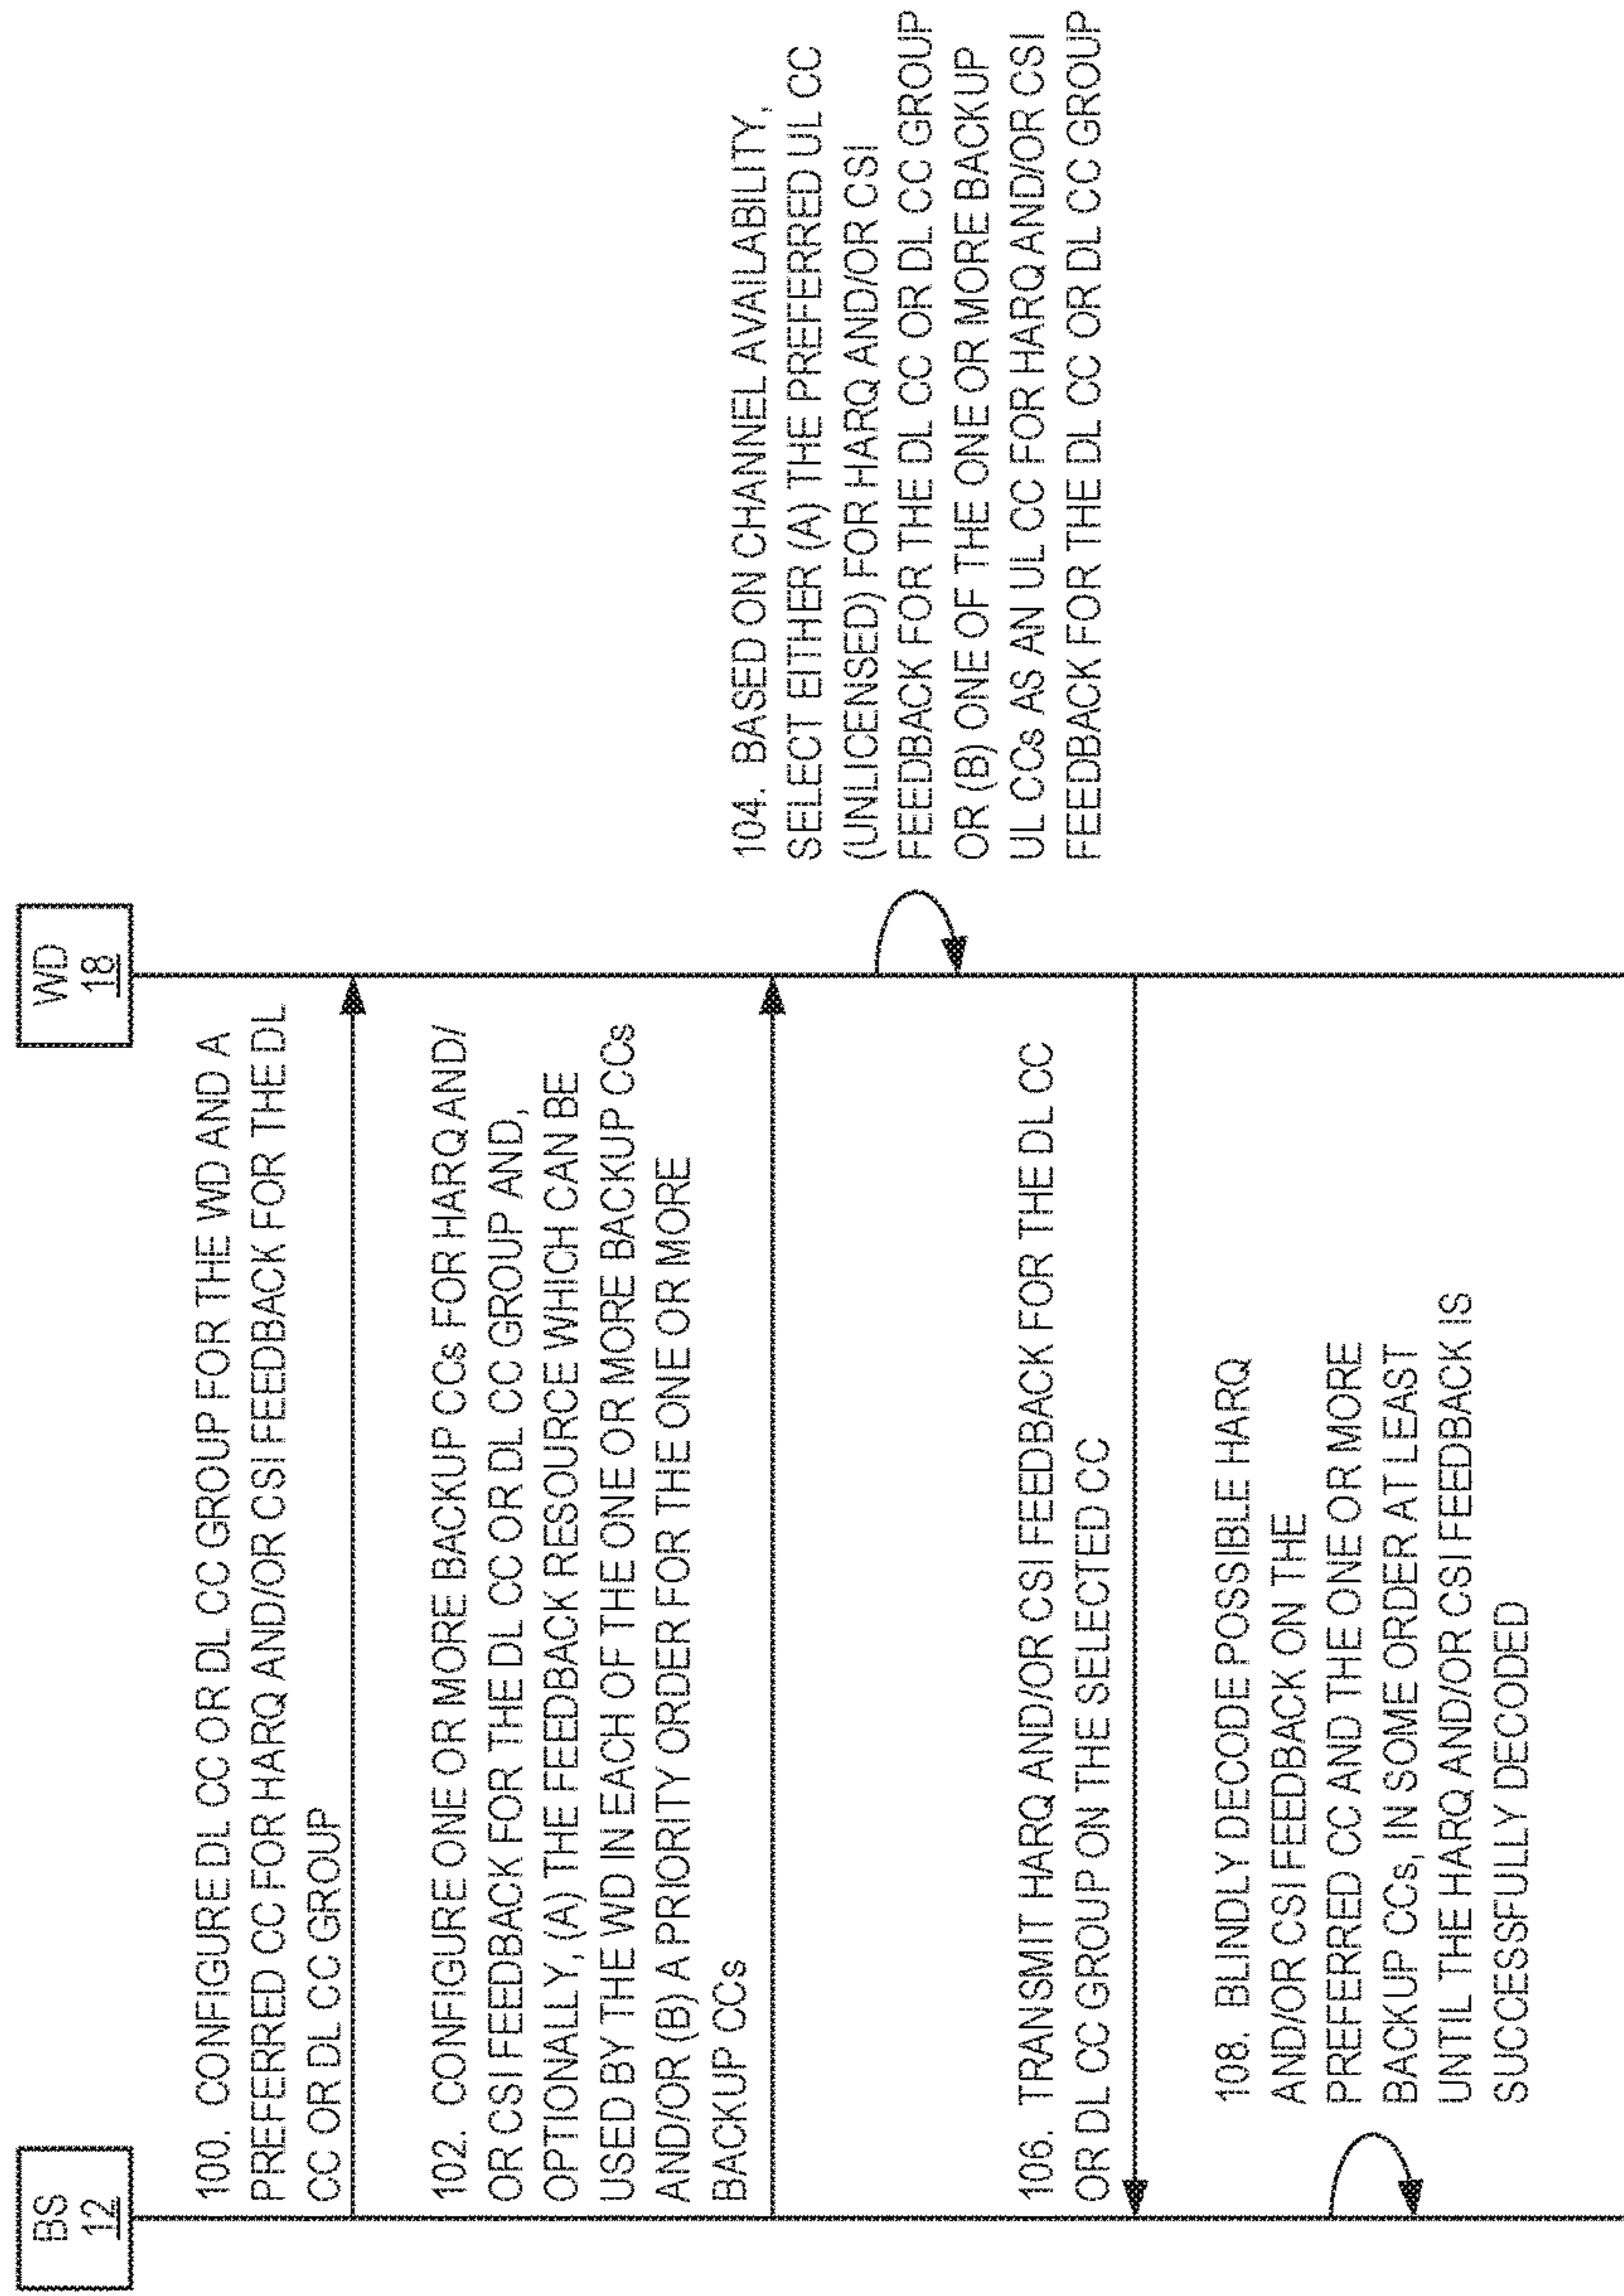 BS
12
WD
18
100. CONFIGURE DL CC OR DL CC GROUP FOR THE WD AND A
PREFERRED CC FOR HARQ AND/OR CSI FEEDBACK FOR THE DL
CC OR DL CC GROUP
102. CONFIGURE ONE OR MORE BACKUP CCs FOR HARQ AND/
OR CSI FEEDBACK FOR THE DL CC OR DL CC GROUP AND,
OPTIONALLY, (A) THE FEEDBACK RESOURCE WHICH CAN BE
USED BY THE WD IN EACH OF THE ONE OR MORE BACKUP CCs
AND/OR (B) A PRIORITY ORDER FOR THE ONE OR MORE
BACKUP CCs
104. BASED ON CHANNEL AVAILABILITY,
SELECT EITHER (A) THE PREFERRED UL CC
(UNLICENSED) FOR HARQ AND/OR CSI
FEEDBACK FOR THE DL CC OR DL CC GROUP
OR (B) ONE OF THE ONE OR MORE BACKUP
UL CCs AS AN UL CC FOR HARQ AND/OR CSI
FEEDBACK FOR THE DL CC OR DL CC GROUP
106. TRANSMIT HARQ AND/OR CSI FEEDBACK FOR THE DL CC
OR DL CC GROUP ON THE SELECTED CC
108. BLINDLY DECODE POSSIBLE HARQ
AND/OR CSI FEEDBACK ON THE
PREFERRED CC AND THE ONE OR MORE
BACKUP CCs, IN SOME ORDER AT LEAST
UNTIL THE HARQ AND/OR CSI FEEDBACK IS
SUCCESSFULLY DECODED